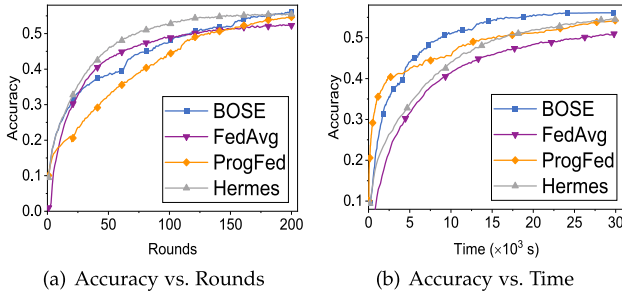 0.5
0.4
0.3
0.2
0.1
0.0
Accuracy
BOSE
FedAvg
ProgFed
Hermes
0 50 100 150 200
Rounds
(a) Accuracy vs. Rounds
0.5
0.4
0.3
0.2
0.1
Accuracy
BOSE
FedAvg
ProgFed
Hermes
0 5 10 15 20 25 30
Time (×10³ s)
(b) Accuracy vs. Time